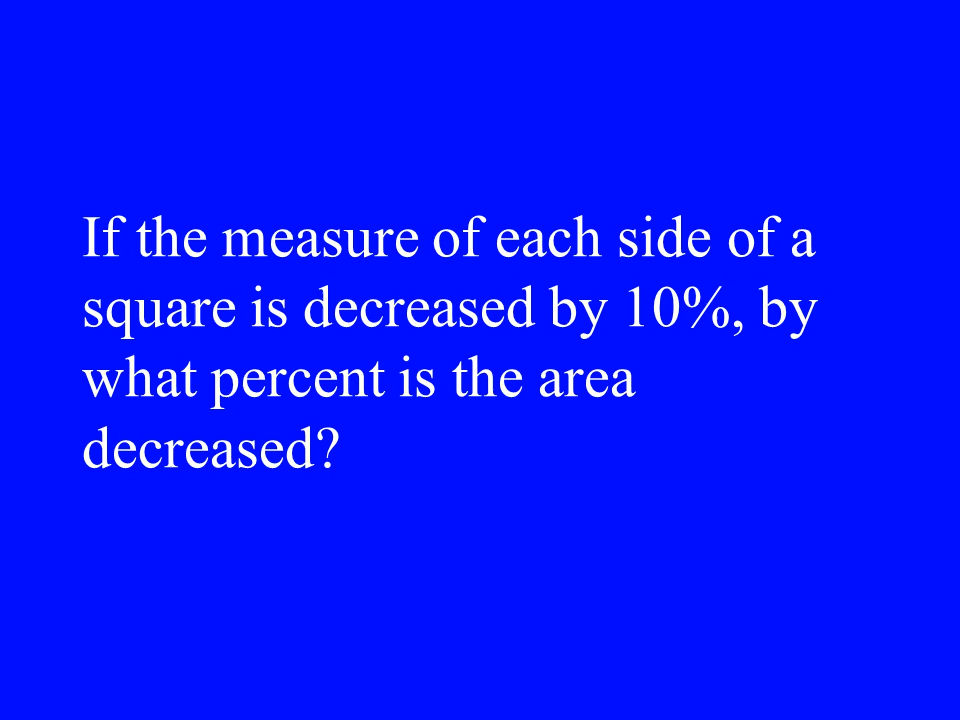 If the measure of each side of a
square is decreased by 10%, by
what percent is the area
decreased?